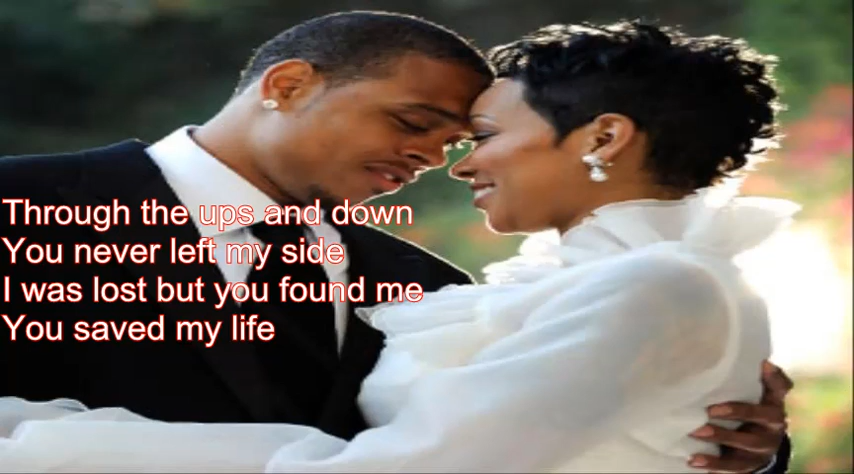 Through the ups and down
You never left my side
I was lost but you found me
You saved my life